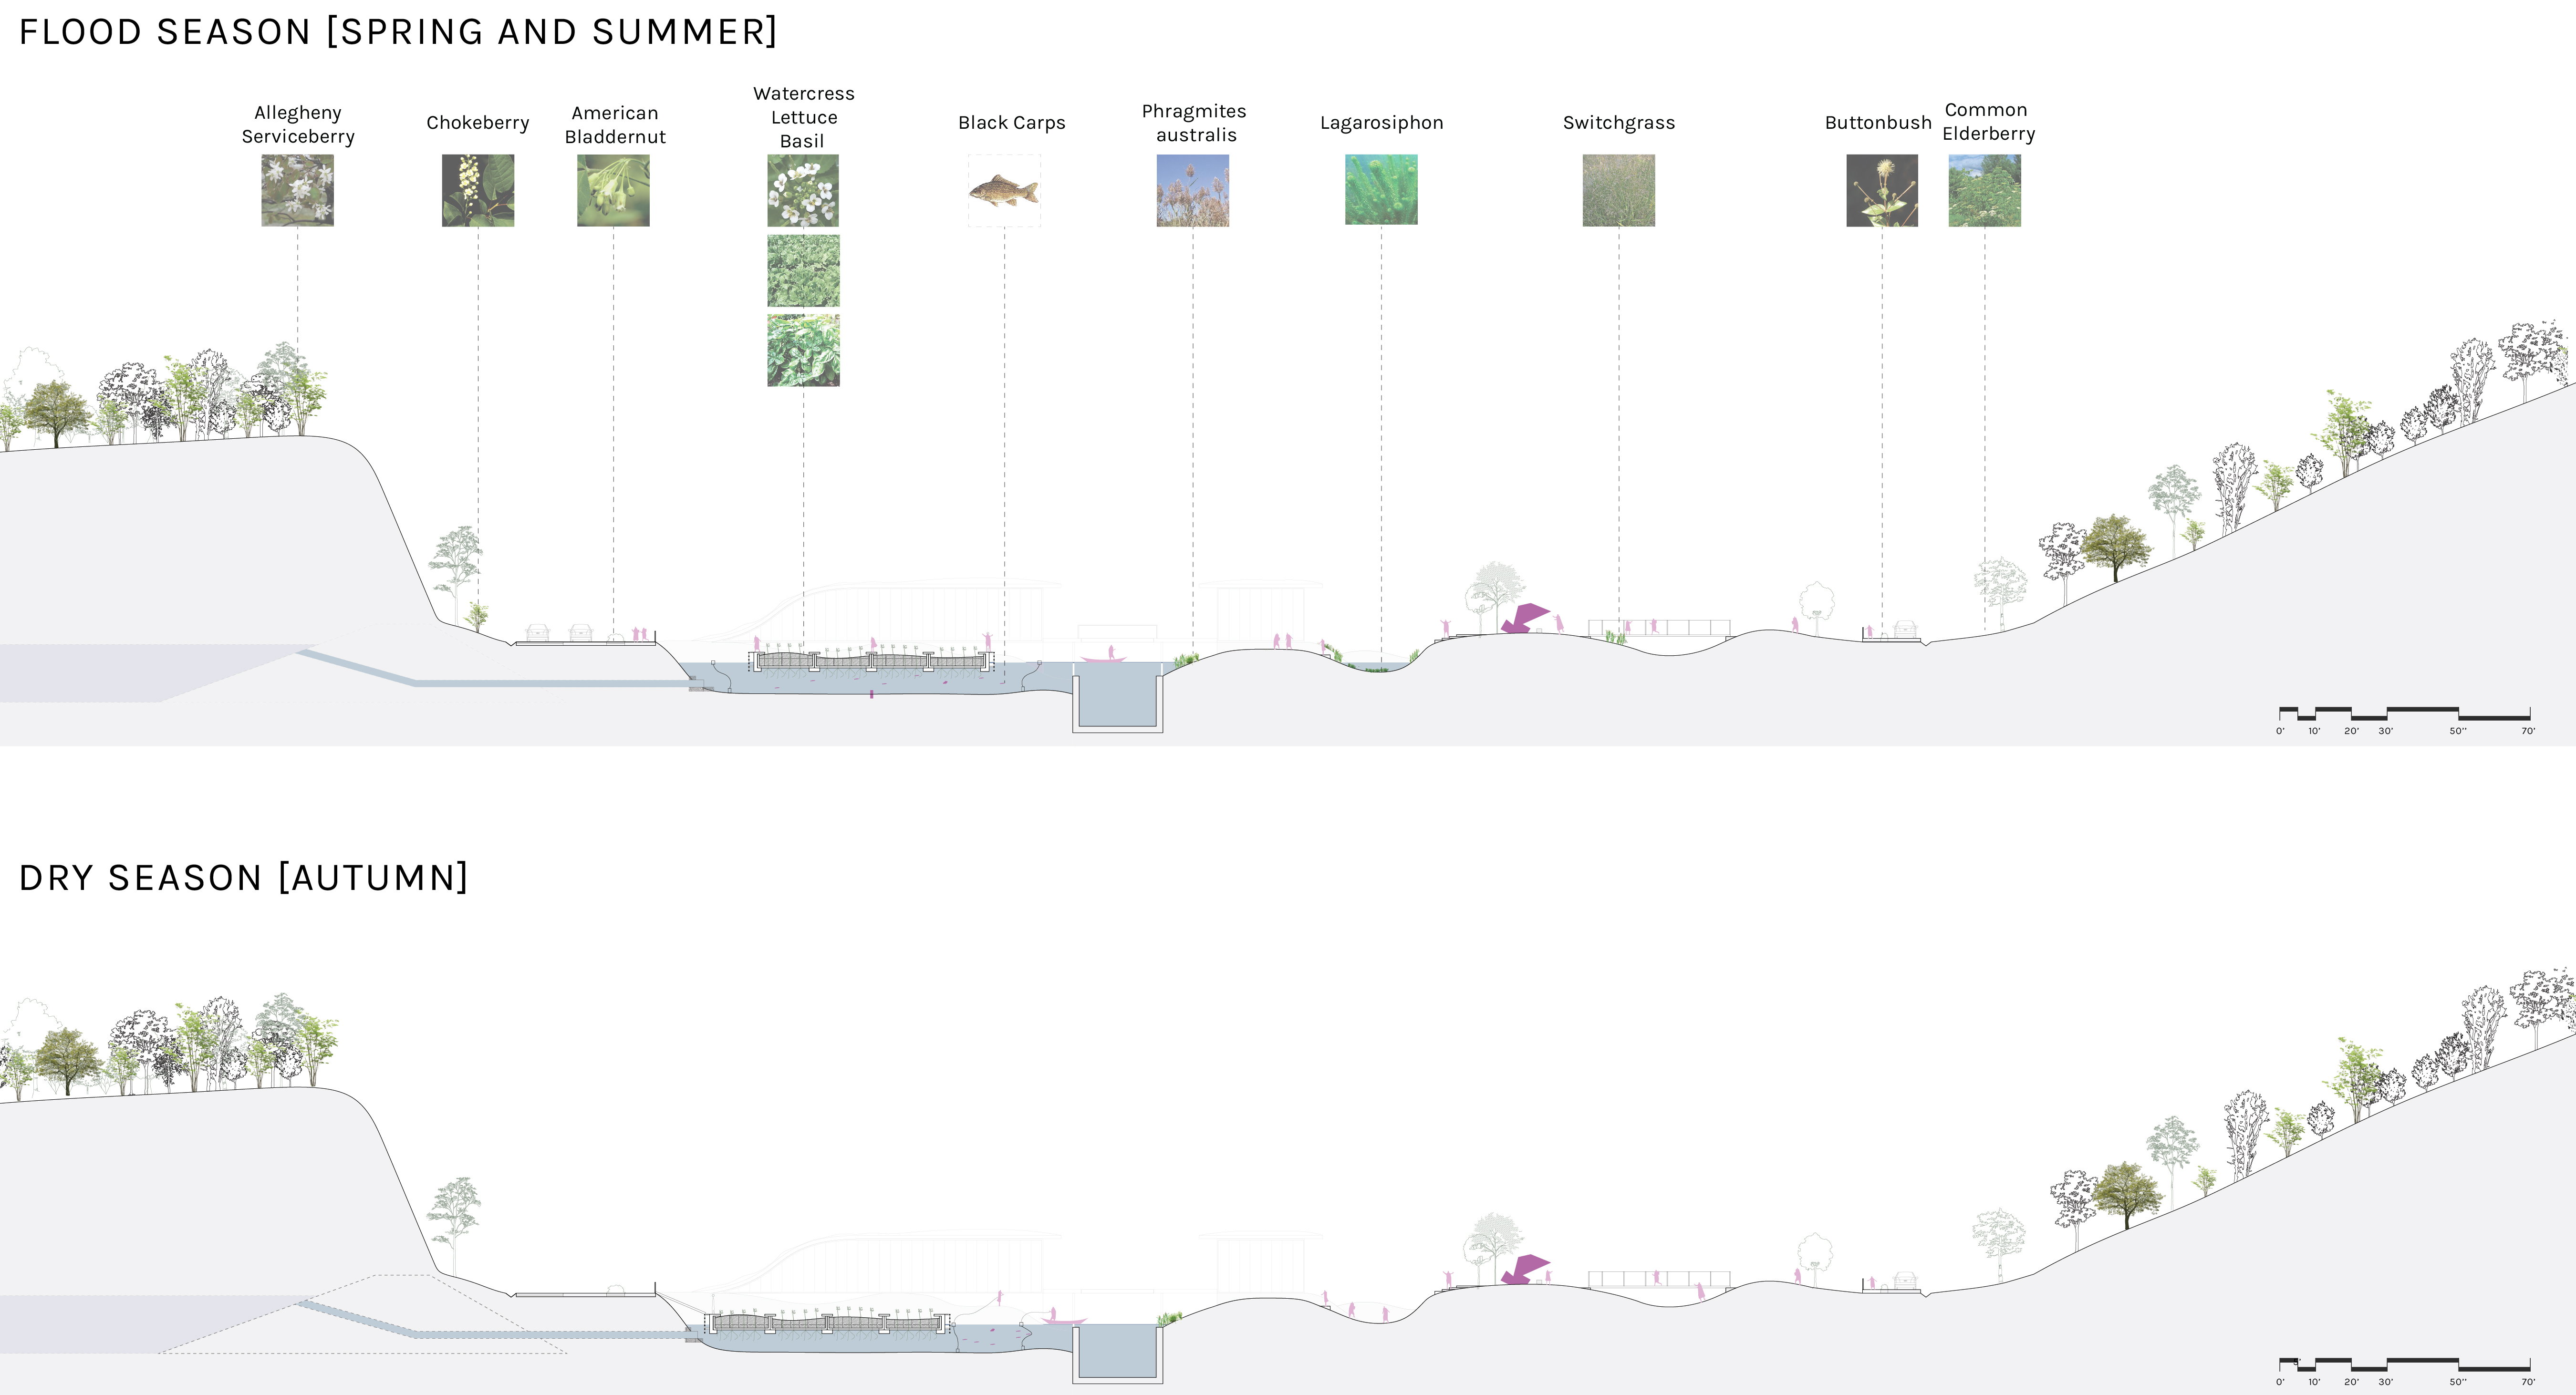 FLOOD SEASON [SPRING AND SUMMER]
Allegheny
Serviceberry
Chokeberry
American
Bladdernut
Watercress
Lettuce
Basil
Black Carps
Phragmites
australis
Lagarosiphon
Switchgrass
Buttonbush
Common
Elderberry
0' 10' 20' 30' 50'' 70'
DRY SEASON [AUTUMN]
0' 10' 20' 30' 50'' 70'